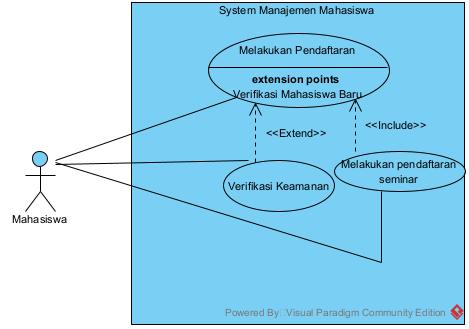 System Manajemen Mahasiswa
Melakukan Pendaftaran
extension points
Verifikasi Mahasiswa Baru
<<Extend>>
<<Include>>
Verifikasi Keamanan
Melakukan pendaftaran
seminar
Mahasiswa
Powered By Visual Paradigm Community Edition